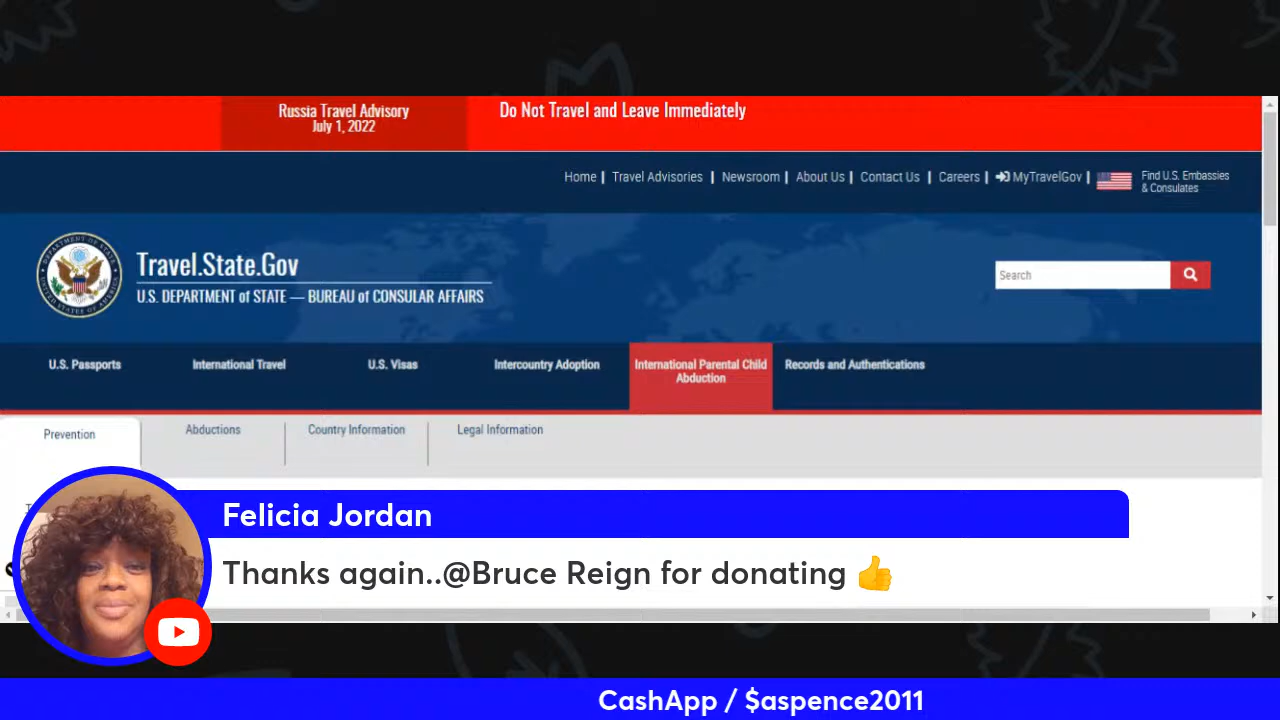 Russia Travel Advisory
July 1, 2022
Do Not Travel and Leave Immediately
Home | Travel Advisories | Newsroom | About Us | Contact Us | Careers | MyTravelGov | Find U.S. Embassies
& Consulates
Travel.State.Gov
U.S. DEPARTMENT of STATE — BUREAU of CONSULAR AFFAIRS
Search
U.S. Passports
International Travel
U.S. Visas
Intercountry Adoption
International Parental Child
Abduction
Records and Authentications
Prevention
Abductions
Country Information
Legal Information
Felicia Jordan
Thanks again..@Bruce Reign for donating 👍
CashApp / $aspence2011